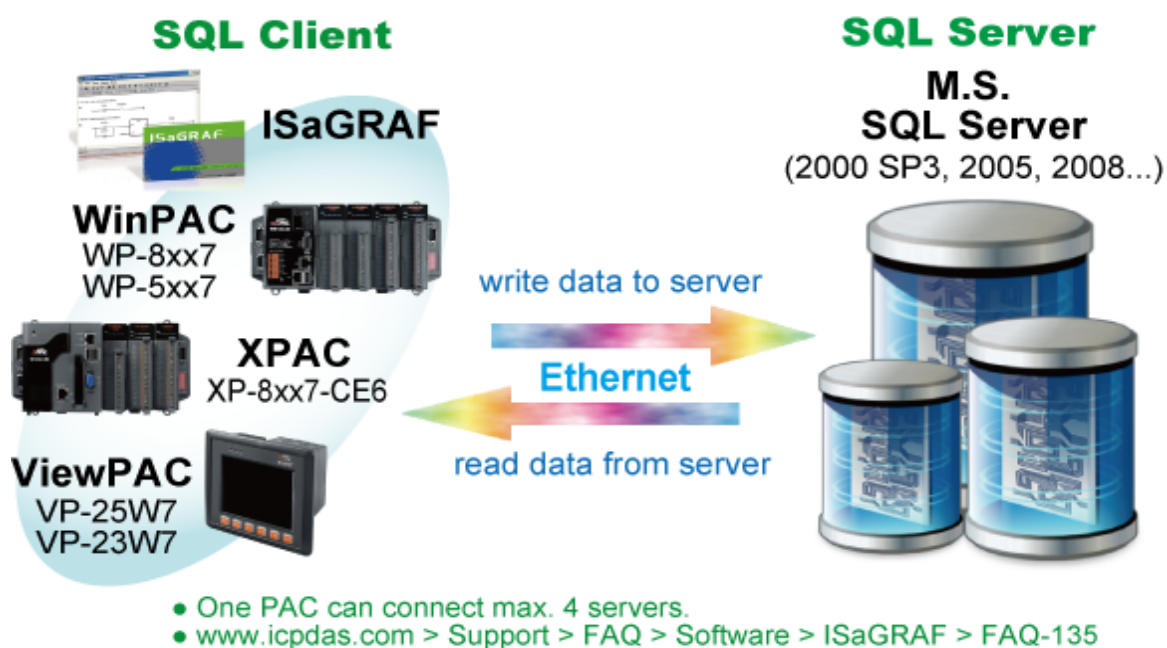 SQL Client
SQL Server
M.S.
SQL Server
(2000 SP3, 2005, 2008...)
ISaGRAF
ISaGRAF
WinPAC
WP-8xx7
WP-5xx7
write data to server
Ethernet
read data from server
XPAC
XP-8xx7-CE6
ViewPAC
VP-25W7
VP-23W7
• One PAC can connect max. 4 servers.
• www.icpdas.com > Support > FAQ > Software > ISaGRAF > FAQ-135